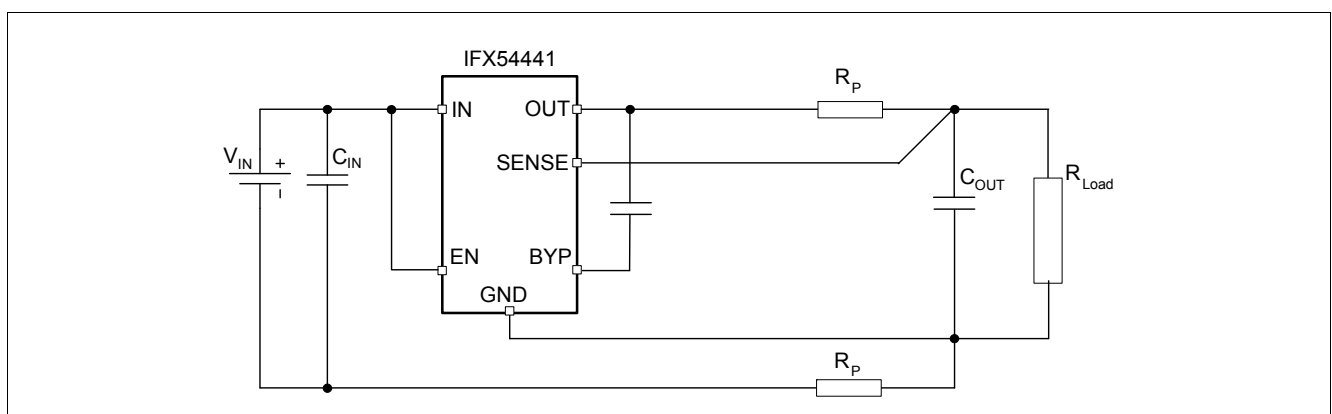 IFX54441
IN
OUT
R_P
SENSE
V_IN
+
-
C_IN
C_OUT
R_Load
EN
BYP
GND
R_P